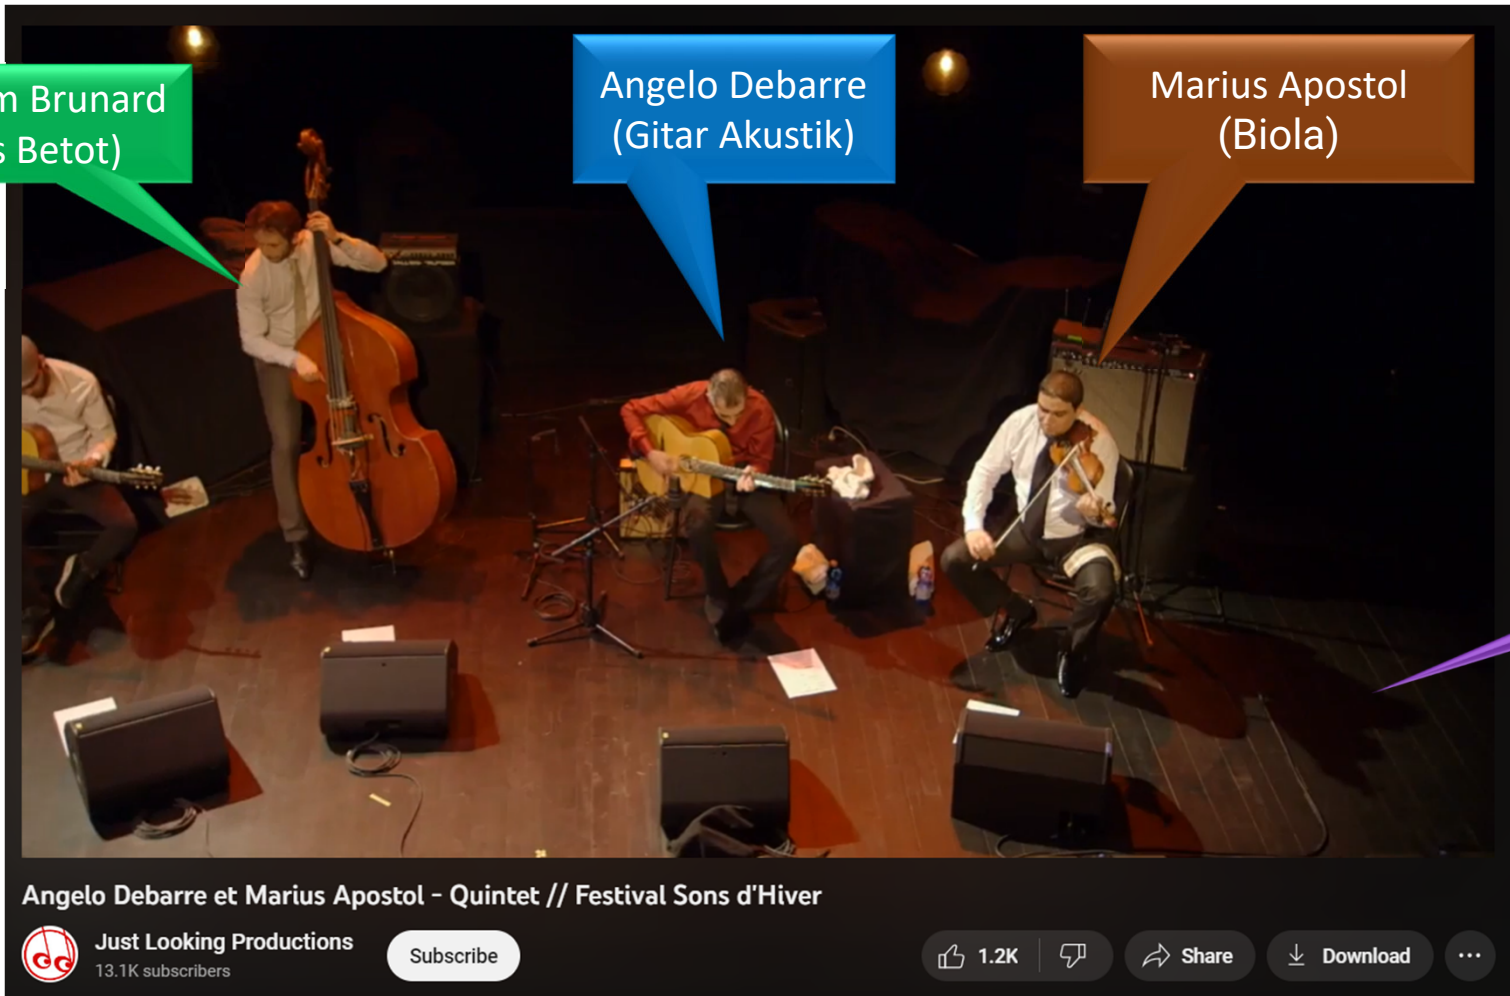 m Brunard
s Betot)
Angelo Debarre
(Gitar Akustik)
Marius Apostol
(Biola)
Angelo Debarre et Marius Apostol - Quintet // Festival Sons d'Hiver
Just Looking Productions
13.1K subscribers
Subscribe
1.2K
Share
Download